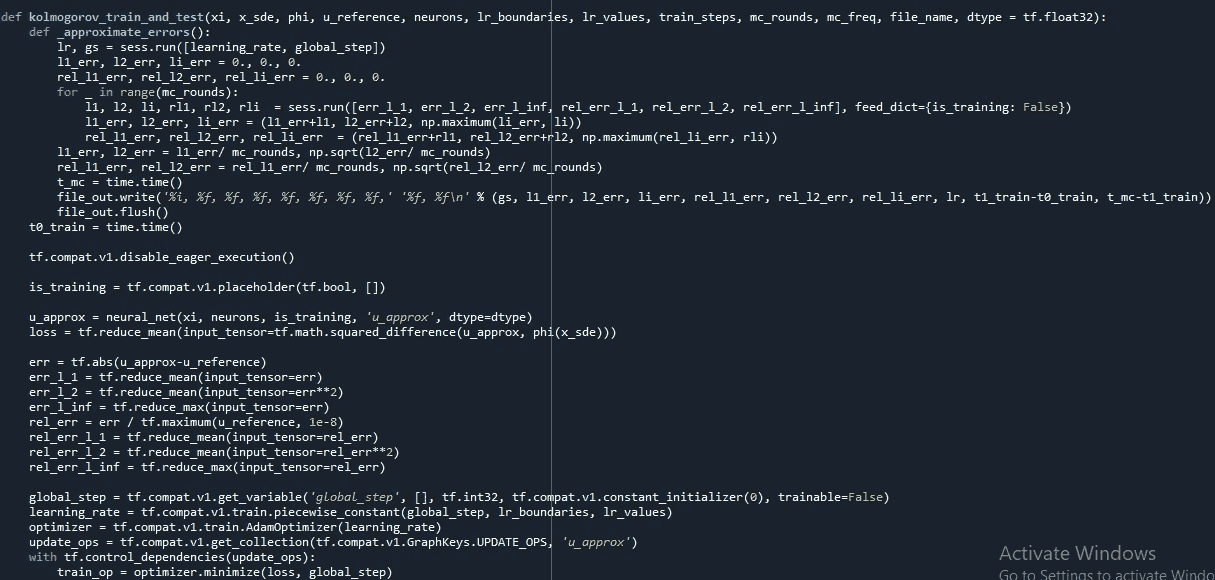 def kolmogorov_train_and_test(xi, x_sde, phi, u_reference, neurons, lr_boundaries, lr_values, train_steps, mc_rounds, mc_freq, file_name, dtype = tf.float32):
    def _approximate_errors():
        lr, gs = sess.run([learning_rate, global_step])
        l1_err, l2_err, li_err = 0., 0., 0.
        rel_l1_err, rel_l2_err, rel_li_err = 0., 0., 0.
        for _ in range(mc_rounds):
            l1, l2, li, rl1, rl2, rli  = sess.run([err_l_1, err_l_2, err_l_inf, rel_err_l_1, rel_err_l_2, rel_err_l_inf], feed_dict={is_training: False})
            l1_err, l2_err, li_err = (l1_err+l1, l2_err+l2, np.maximum(li_err, li))
            rel_l1_err, rel_l2_err, rel_li_err  = (rel_l1_err+rl1, rel_l2_err+rl2, np.maximum(rel_li_err, rli))
        l1_err, l2_err = l1_err/ mc_rounds, np.sqrt(l2_err/ mc_rounds)
        rel_l1_err, rel_l2_err = rel_l1_err/ mc_rounds, np.sqrt(rel_l2_err/ mc_rounds)
        t_mc = time.time()
        file_out.write('%i, %f, %f, %f, %f, %f, %f, %f,' '%f, %f\n' % (gs, l1_err, l2_err, li_err, rel_l1_err, rel_l2_err, rel_li_err, lr, t1_train-t0_train, t_mc-t1_train))
        file_out.flush()
    t0_train = time.time()

    tf.compat.v1.disable_eager_execution()

    is_training = tf.compat.v1.placeholder(tf.bool, [])

    u_approx = neural_net(xi, neurons, is_training, 'u_approx', dtype=dtype)
    loss = tf.reduce_mean(input_tensor=tf.math.squared_difference(u_approx, phi(x_sde)))

    err = tf.abs(u_approx-u_reference)
    err_l_1 = tf.reduce_mean(input_tensor=err)
    err_l_2 = tf.reduce_mean(input_tensor=err**2)
    err_l_inf = tf.reduce_max(input_tensor=err)
    rel_err = err / tf.maximum(u_reference, 1e-8)
    rel_err_l_1 = tf.reduce_mean(input_tensor=rel_err)
    rel_err_l_2 = tf.reduce_mean(input_tensor=rel_err**2)
    rel_err_l_inf = tf.reduce_max(input_tensor=rel_err)

    global_step = tf.compat.v1.get_variable('global_step', [], tf.int32, tf.compat.v1.constant_initializer(0), trainable=False)
    learning_rate = tf.compat.v1.train.piecewise_constant(global_step, lr_boundaries, lr_values)
    optimizer = tf.compat.v1.train.AdamOptimizer(learning_rate)
    update_ops = tf.compat.v1.get_collection(tf.compat.v1.GraphKeys.UPDATE_OPS, 'u_approx')
    with tf.control_dependencies(update_ops):
        train_op = optimizer.minimize(loss, global_step)
Activate Windows
Go to Settings to activate Windo